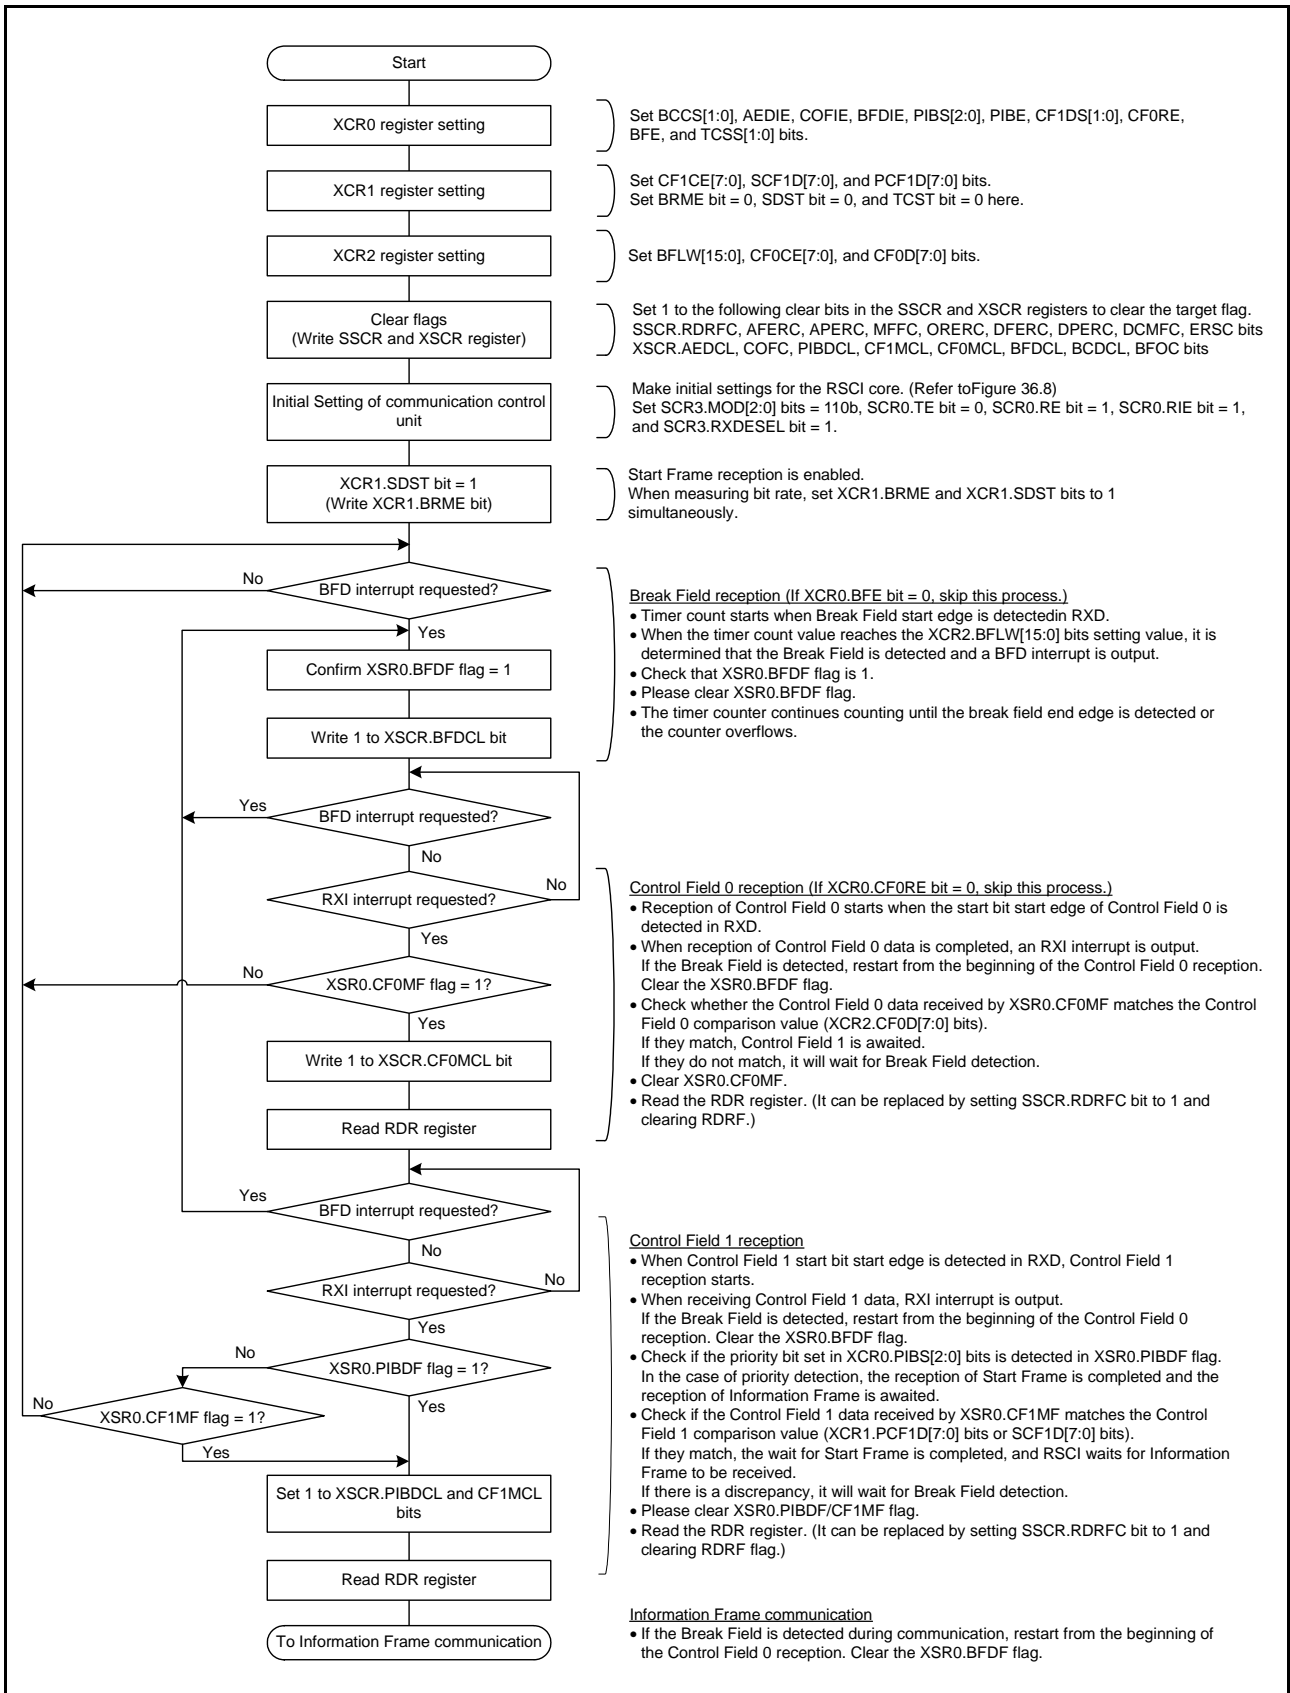 Start
XCR0 register setting
Set BCCS[1:0], AEDIE, COFIE, BFDIE, PIBS[2:0], PIBE, CF1DS[1:0], CF0RE,
BFE, and TCSS[1:0] bits.
XCR1 register setting
Set CF1CE[7:0], SCF1D[7:0], and PCF1D[7:0] bits.
Set BRME bit = 0, SDST bit = 0, and TCST bit = 0 here.
XCR2 register setting
Set BFLW[15:0], CF0CE[7:0], and CF0D[7:0] bits.
Clear flags
(Write SSCR and XSCR register)
Set 1 to the following clear bits in the SSCR and XSCR registers to clear the target flag.
SSCR.RDRFC, AFERC, APERC, MFFC, ORERC, DFERC, DPERC, DCMFC, ERSC bits
XSCR.AEDCL, COFC, PIBDCL, CF1MCL, CF0MCL, BFDCL, BCDCL, BFOC bits
Initial Setting of communication control
unit
Make initial settings for the RSCI core. (Refer toFigure 36.8)
Set SCR3.MOD[2:0] bits = 110b, SCR0.TE bit = 0, SCR0.RE bit = 1, SCR0.RIE bit = 1,
and SCR3.RXDESEL bit = 1.
XCR1.SDST bit = 1
(Write XCR1.BRME bit)
Start Frame reception is enabled.
When measuring bit rate, set XCR1.BRME and XCR1.SDST bits to 1
simultaneously.
BFD interrupt requested?
No
Yes
Confirm XSR0.BFDF flag = 1
Write 1 to XSCR.BFDCL bit
Break Field reception (If XCR0.BFE bit = 0, skip this process.)
• Timer count starts when Break Field start edge is detectedin RXD.
• When the timer count value reaches the XCR2.BFLW[15:0] bits setting value, it is
determined that the Break Field is detected and a BFD interrupt is output.
• Check that XSR0.BFDF flag is 1.
• Please clear XSR0.BFDF flag.
• The timer counter continues counting until the break field end edge is detected or
the counter overflows.
BFD interrupt requested?
Yes
No
RXI interrupt requested?
No
Yes
XSR0.CF0MF flag = 1?
No
Yes
Write 1 to XSCR.CF0MCL bit
Read RDR register
Control Field 0 reception (If XCR0.CF0RE bit = 0, skip this process.)
• Reception of Control Field 0 starts when the start bit start edge of Control Field 0 is
detected in RXD.
• When reception of Control Field 0 data is completed, an RXI interrupt is output.
If the Break Field is detected, restart from the beginning of the Control Field 0 reception.
Clear the XSR0.BFDF flag.
• Check whether the Control Field 0 data received by XSR0.CF0MF matches the Control
Field 0 comparison value (XCR2.CF0D[7:0] bits).
If they match, Control Field 1 is awaited.
If they do not match, it will wait for Break Field detection.
• Clear XSR0.CF0MF.
• Read the RDR register. (It can be replaced by setting SSCR.RDRFC bit to 1 and
clearing RDRF.)
BFD interrupt requested?
Yes
No
RXI interrupt requested?
No
Yes
XSR0.PIBDF flag = 1?
No
Yes
XSR0.CF1MF flag = 1?
No
Yes
Set 1 to XSCR.PIBDCL and CF1MCL
bits
Read RDR register
Control Field 1 reception
• When Control Field 1 start bit start edge is detected in RXD, Control Field 1
reception starts.
• When receiving Control Field 1 data, RXI interrupt is output.
If the Break Field is detected, restart from the beginning of the Control Field 0
reception. Clear the XSR0.BFDF flag.
• Check if the priority bit set in XCR0.PIBS[2:0] bits is detected in XSR0.PIBDF flag.
In the case of priority detection, the reception of Start Frame is completed and the
reception of Information Frame is awaited.
• Check if the Control Field 1 data received by XSR0.CF1MF matches the Control
Field 1 comparison value (XCR1.PCF1D[7:0] bits or SCF1D[7:0] bits).
If they match, the wait for Start Frame is completed, and RSCI waits for Information
Frame to be received.
If there is a discrepancy, it will wait for Break Field detection.
• Please clear XSR0.PIBDF/CF1MF flag.
• Read the RDR register. (It can be replaced by setting SSCR.RDRFC bit to 1 and
clearing RDRF flag.)
To Information Frame communication
Information Frame communication
• If the Break Field is detected during communication, restart from the beginning of
the Control Field 0 reception. Clear the XSR0.BFDF flag.